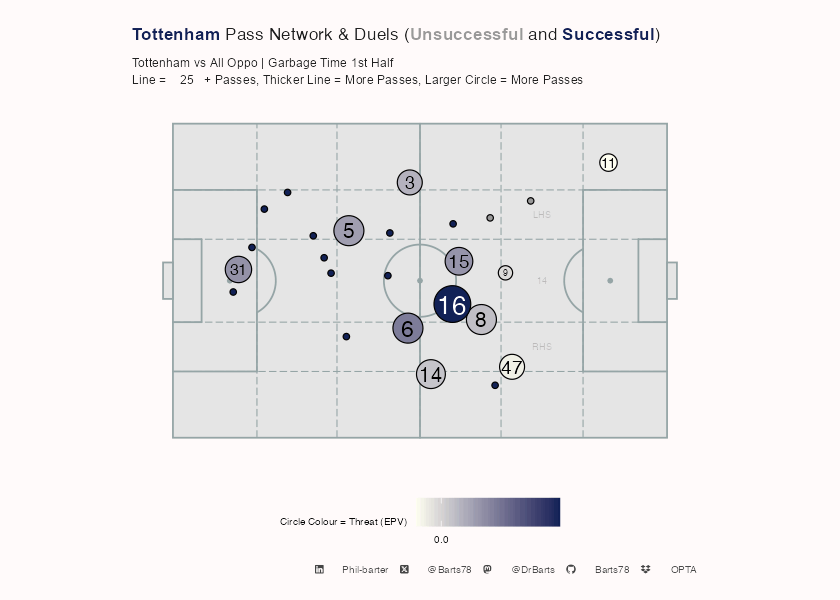 Tottenham Pass Network & Duels (Unsuccessful and Successful)
Tottenham vs All Oppo | Garbage Time 1st Half
Line = 25 + Passes, Thicker Line = More Passes, Larger Circle = More Passes
11
3
LHS
5
15
31
9
14
16
8
6
RHS
47
14
Circle Colour = Threat (EPV)
0.0
Phil-barter @Barts78 @DrBarts Barts78 OPTA